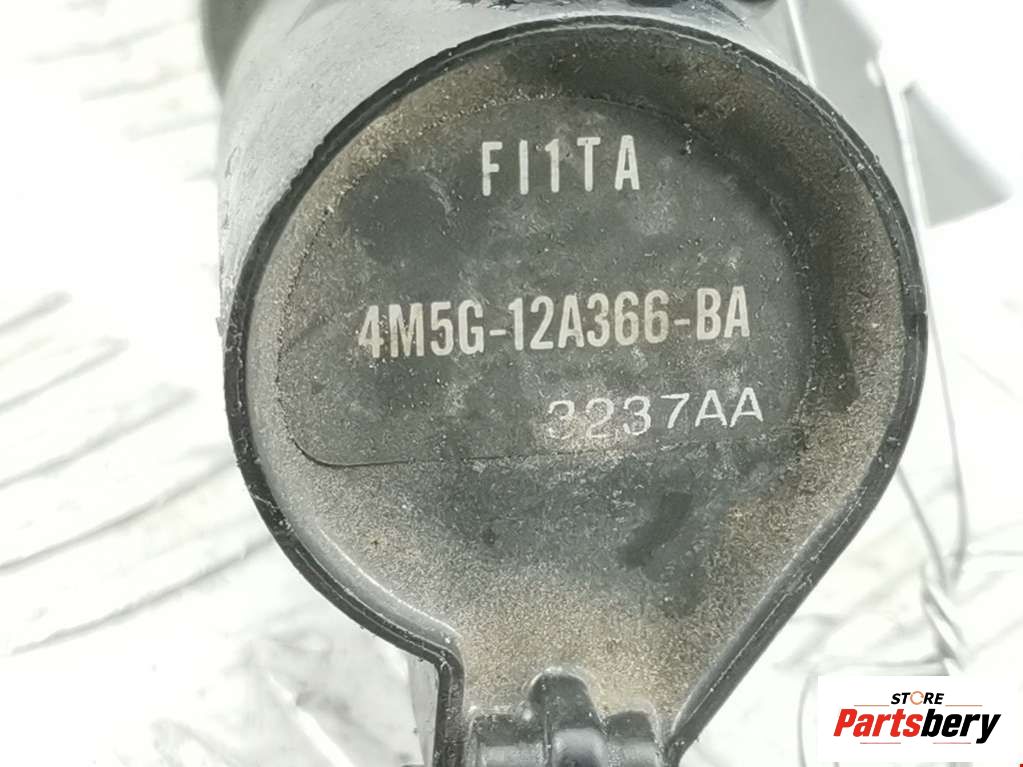 FI1TA
4M5G-12A366-BA
3237AA
STORE
Partsbery